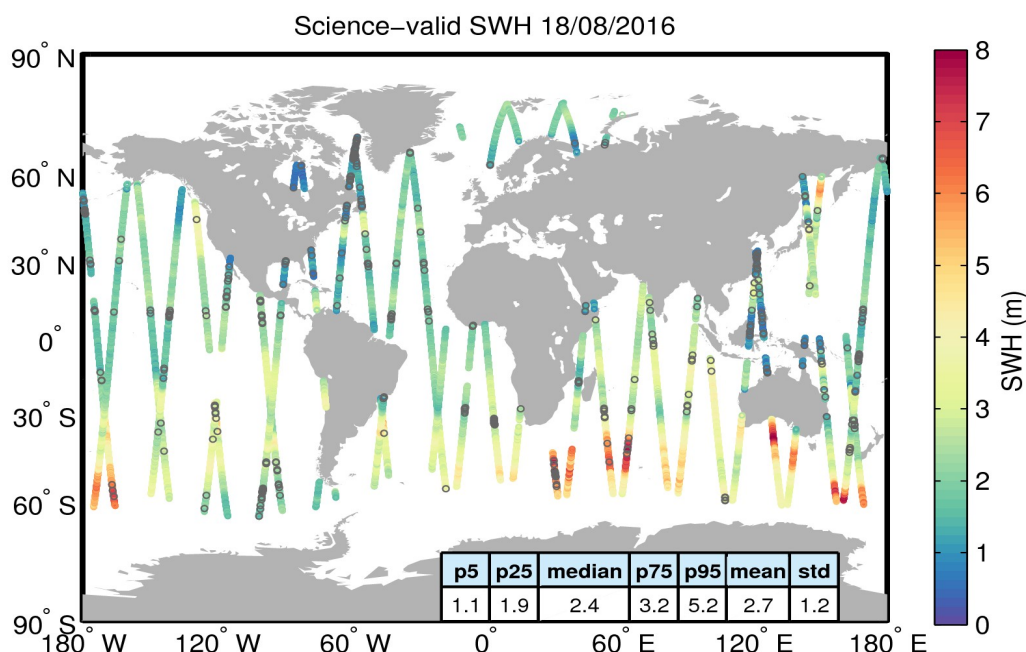 Science−valid SWH 18/08/2016
90° N
60° N
30° N
0°
30° S
60° S
90° S
180° W
120° W
60° W
0°
60° E
120° E
180° E
p5 p25 median p75 p95 mean std
1.1 1.9 2.4 3.2 5.2 2.7 1.2
8
7
6
5
4
3
2
1
0
SWH (m)